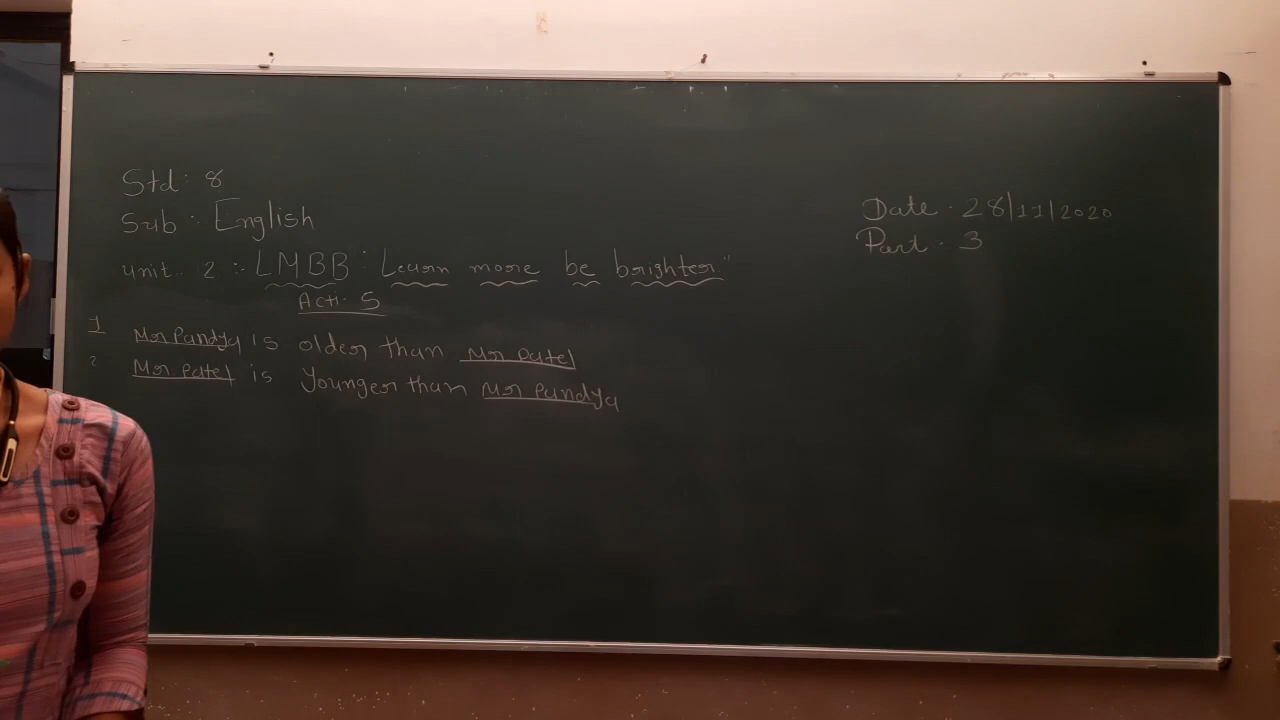 Std : 8
Sub : English
Date . 28/11/2020
Part . 3
unit .. 2 :- LMBB : Learn more be brighter."
Acti. 5
1 Mr Pandya is older than Mr Patel
2 Mr. Patel is Younger than Mr Pandya